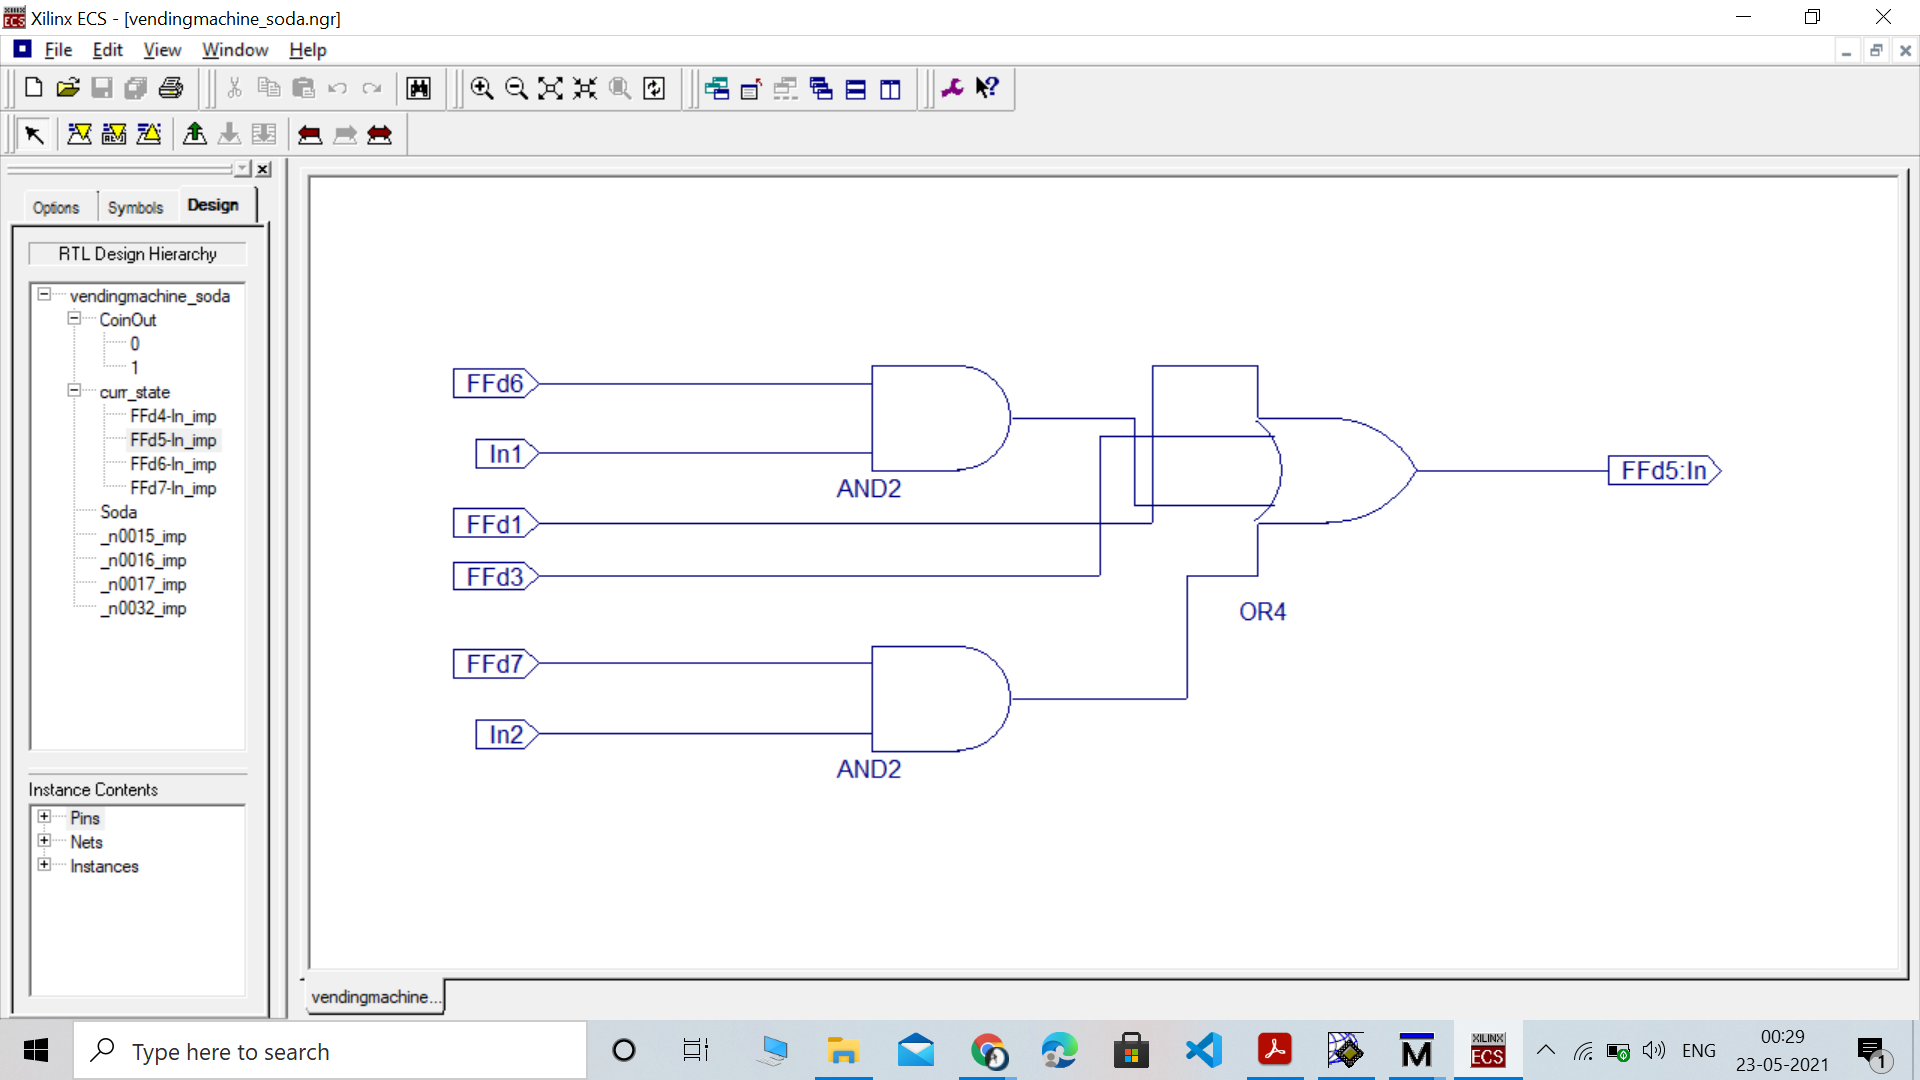 Xilinx ECS - [vendingmachine_soda.ngr]
File Edit View Window Help
Options Symbols Design
RTL Design Hierarchy
vendingmachine_soda
CoinOut
0
1
curr_state
FFd4-In_imp
FFd5-In_imp
FFd6-In_imp
FFd7-In_imp
Soda
_n0015_imp
_n0016_imp
_n0017_imp
_n0032_imp
Instance Contents
Pins
Nets
Instances
FFd6
In1
AND2
FFd1
FFd3
FFd7
In2
AND2
OR4
FFd5:In
vendingmachine...
Type here to search
XILINX
ECS
ENG
00:29
23-05-2021
1